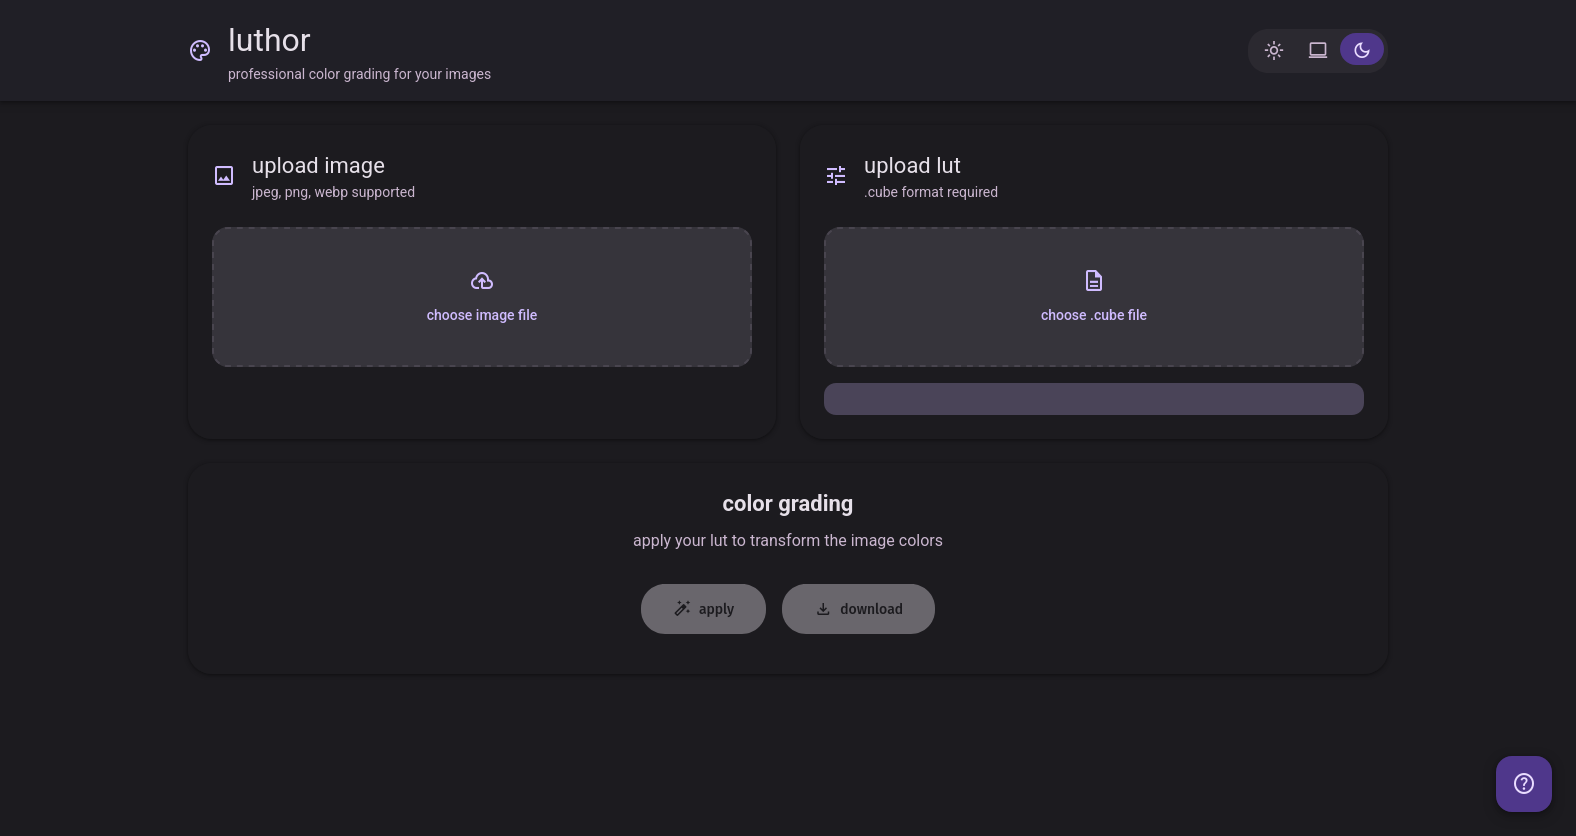 luthor
professional color grading for your images
upload image
jpeg, png, webp supported
choose image file
upload lut
.cube format required
choose .cube file
color grading
apply your lut to transform the image colors
apply
download